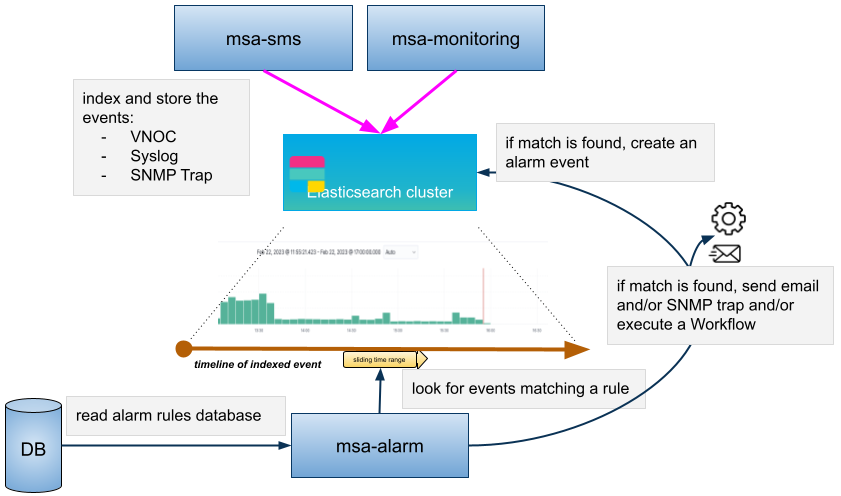 msa-sms
msa-monitoring
index and store the
events:
- VNOC
- Syslog
- SNMP Trap
if match is found, create an
alarm event
Elasticsearch cluster
Feb 22, 2023 @ 11:55:21.423 - Feb 22, 2023 @ 17:00:00.000
Auto
if match is found, send email
and/or SNMP trap and/or
execute a Workflow
sliding time range
timeline of indexed event
look for events matching a rule
read alarm rules database
DB
msa-alarm